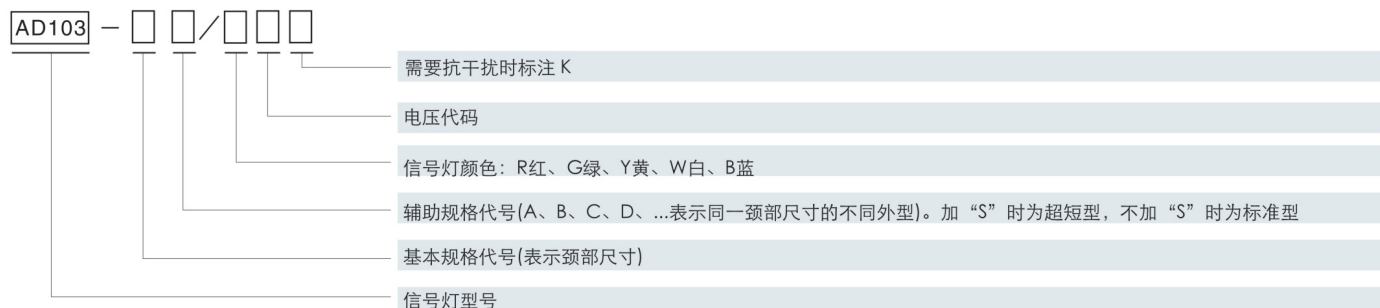 AD103 - □ □ / □ □ □
需要抗干扰时标注 K
电压代码
信号灯颜色：R红、G绿、Y黄、W白、B蓝
辅助规格代号(A、B、C、D、...表示同一颈部尺寸的不同外型)。加“S”时为超短型，不加“S”时为标准型
基本规格代号(表示颈部尺寸)
信号灯型号